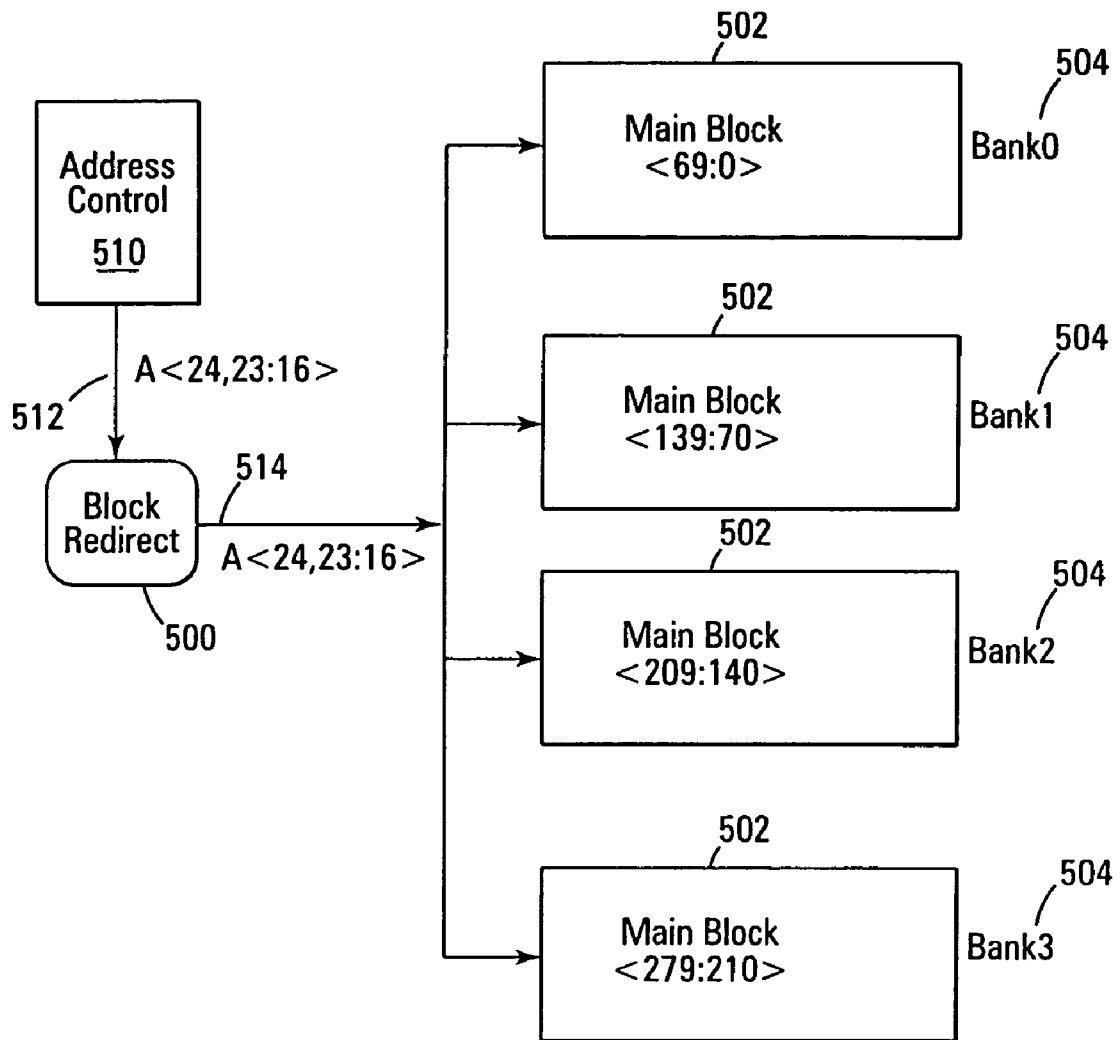 502
504
Main Block
<69:0>
Bank0
Address
Control
510
502
504
Main Block
<139:70>
Bank1
A<24,23:16>
512
514
Block
Redirect
A<24,23:16>
500
502
504
Main Block
<209:140>
Bank2
502
504
Main Block
<279:210>
Bank3